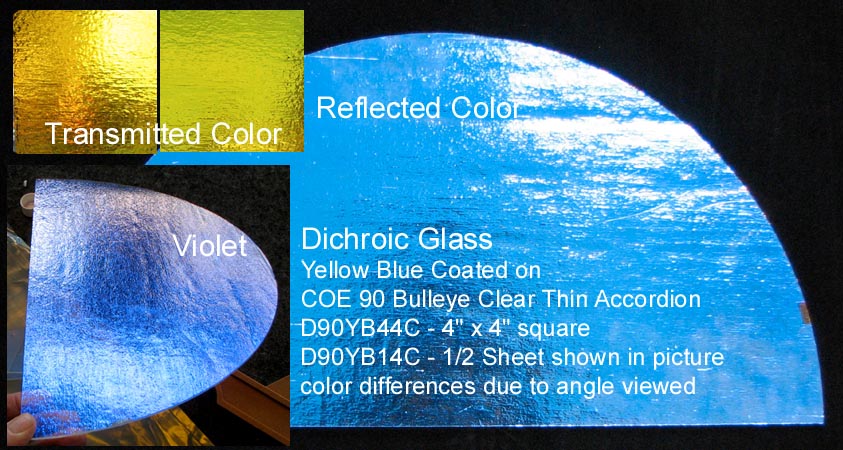 Transmitted Color
Reflected Color
Violet
Dichroic Glass
Yellow Blue Coated on
COE 90 Bulleye Clear Thin Accordion
D90YB44C - 4" x 4" square
D90YB14C - 1/2 Sheet shown in picture
color differences due to angle viewed